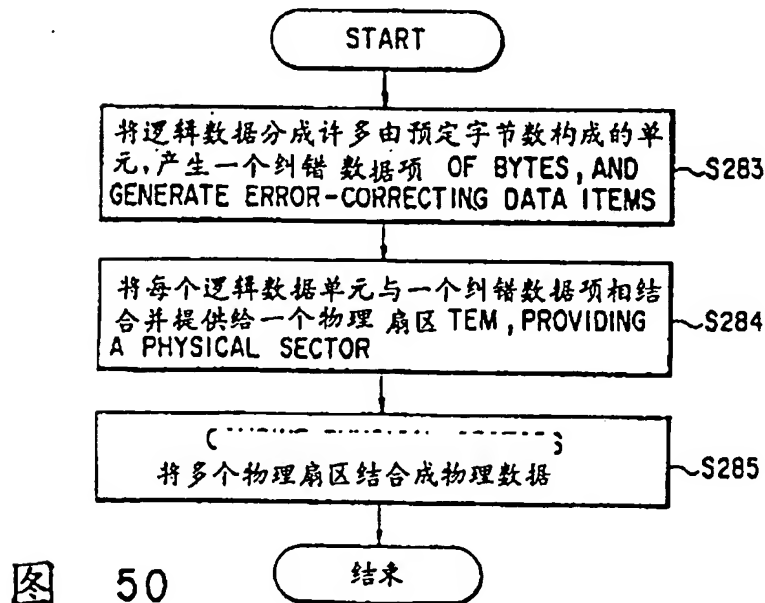 START
将逻辑数据分成许多由预定字节数构成的单
元,产生一个纠错数据项 OF BYTES, AND
GENERATE ERROR-CORRECTING DATA ITEMS
S283
将每个逻辑数据单元与一个纠错数据项相结
合并提供给一个物理扇区 TEM, PROVIDING
A PHYSICAL SECTOR
S284
将多个物理扇区结合成物理数据
S285
结束
图 50